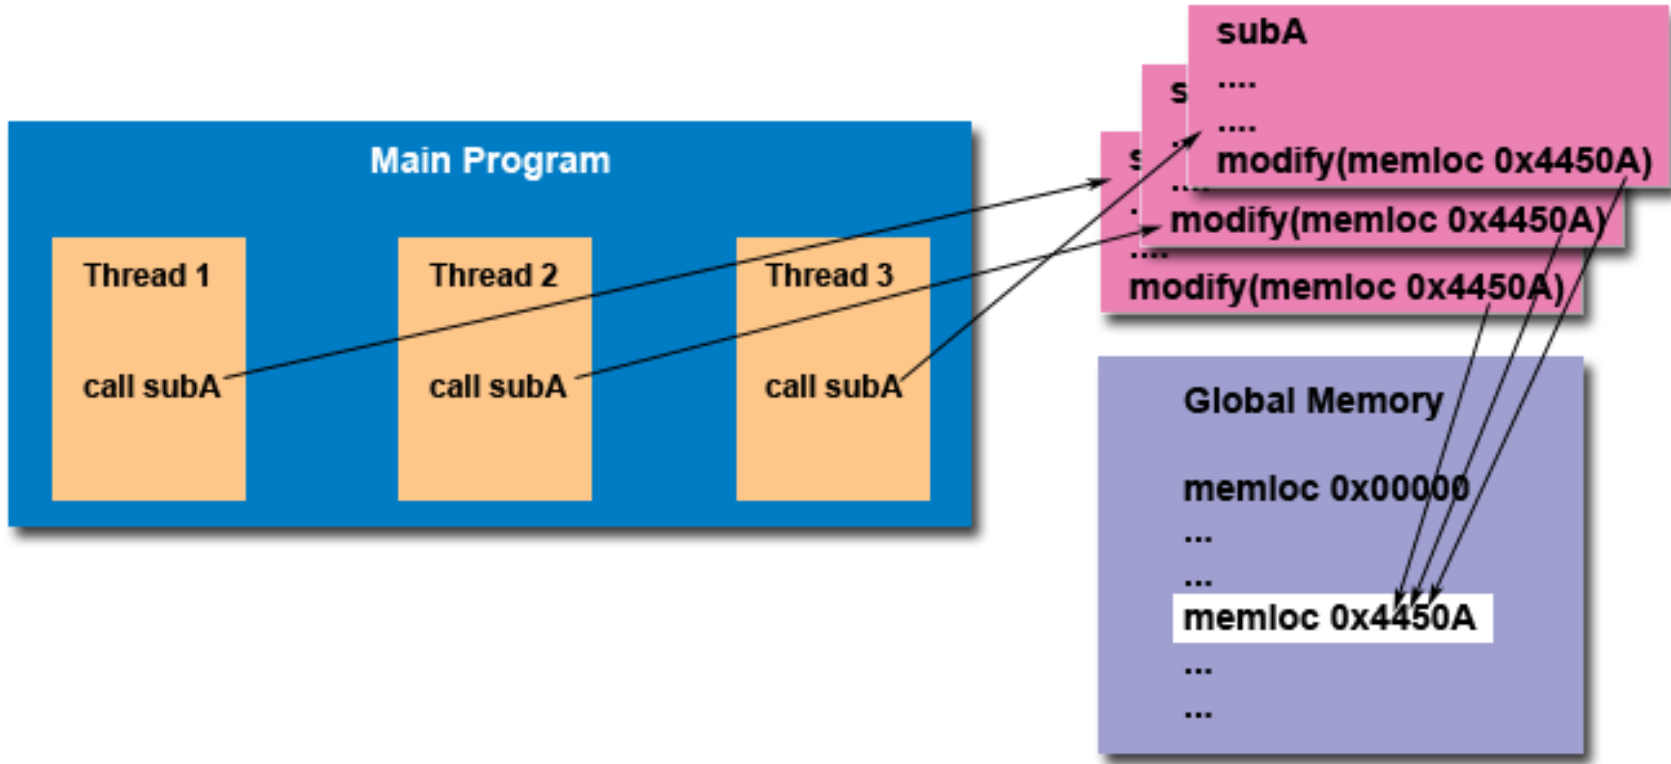 Main Program
Thread 1
call subA
Thread 2
call subA
Thread 3
call subA
subA
....
....
modify(memloc 0x4450A)
s
..
....
modify(memloc 0x4450A)
s
.
....
modify(memloc 0x4450A)
Global Memory
memloc 0x00000
...
...
memloc 0x4450A
...
...